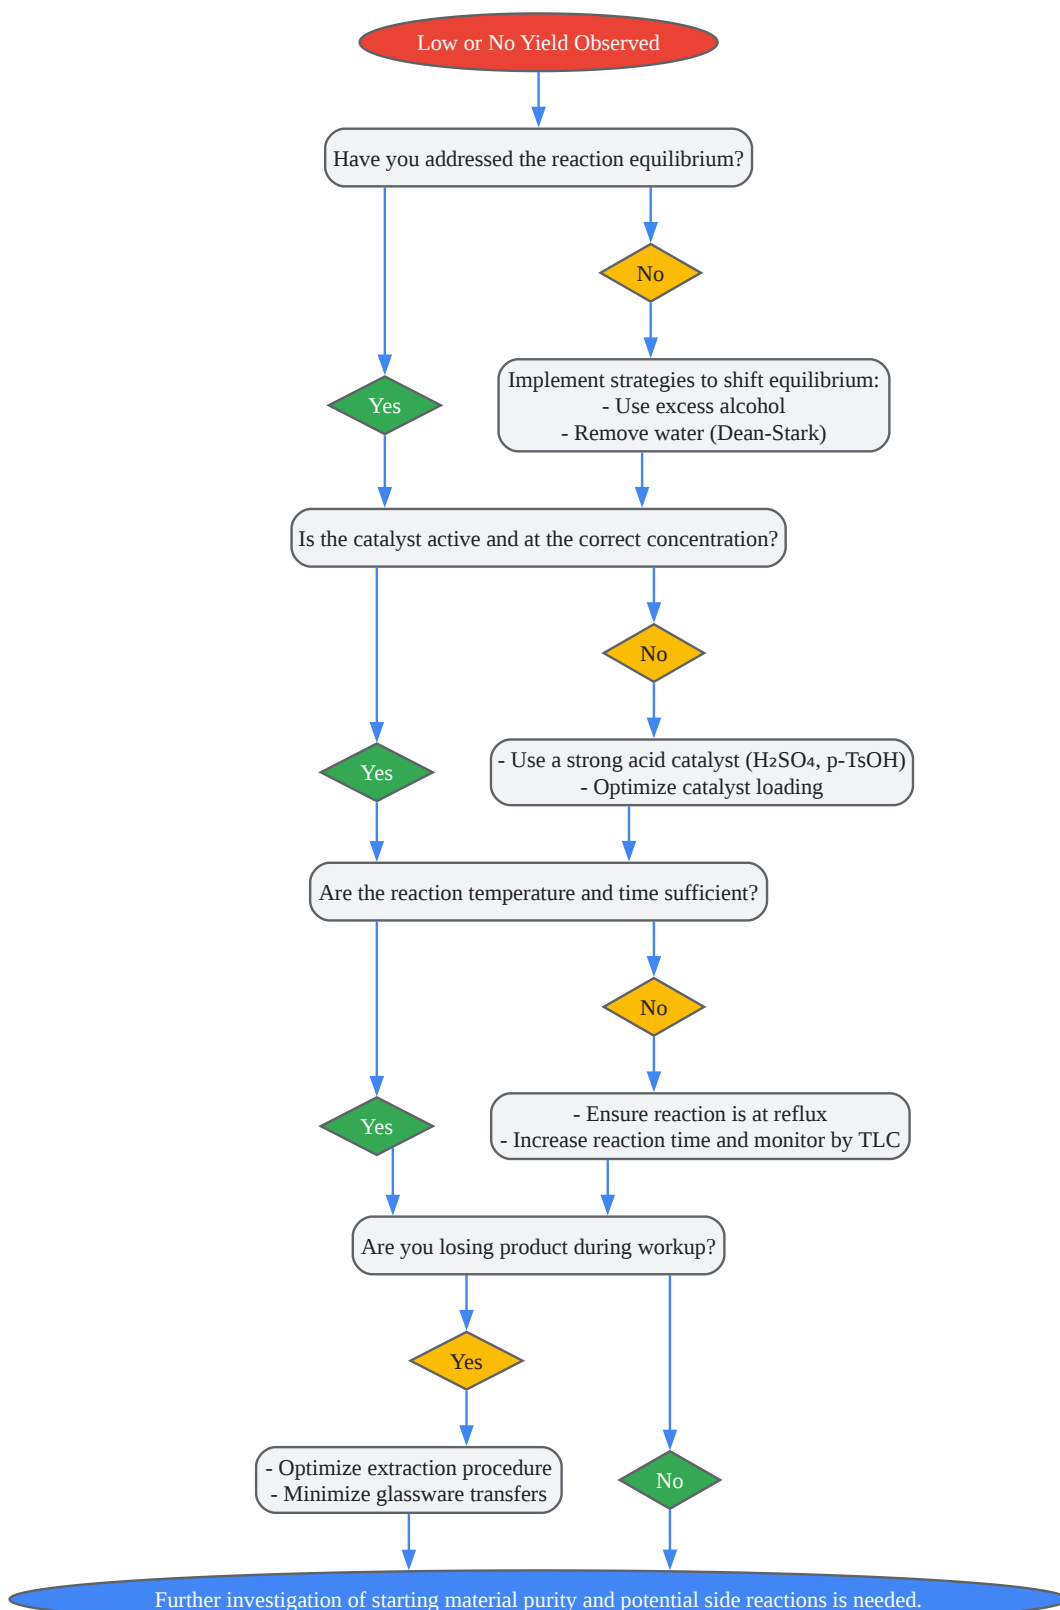 Low or No Yield Observed
Have you addressed the reaction equilibrium?
No
Implement strategies to shift equilibrium:
- Use excess alcohol
- Remove water (Dean-Stark)
Yes
Is the catalyst active and at the correct concentration?
No
- Use a strong acid catalyst (H₂SO₄, p-TsOH)
- Optimize catalyst loading
Yes
Are the reaction temperature and time sufficient?
No
- Ensure reaction is at reflux
- Increase reaction time and monitor by TLC
Yes
Are you losing product during workup?
Yes
- Optimize extraction procedure
- Minimize glassware transfers
No
Further investigation of starting material purity and potential side reactions is needed.